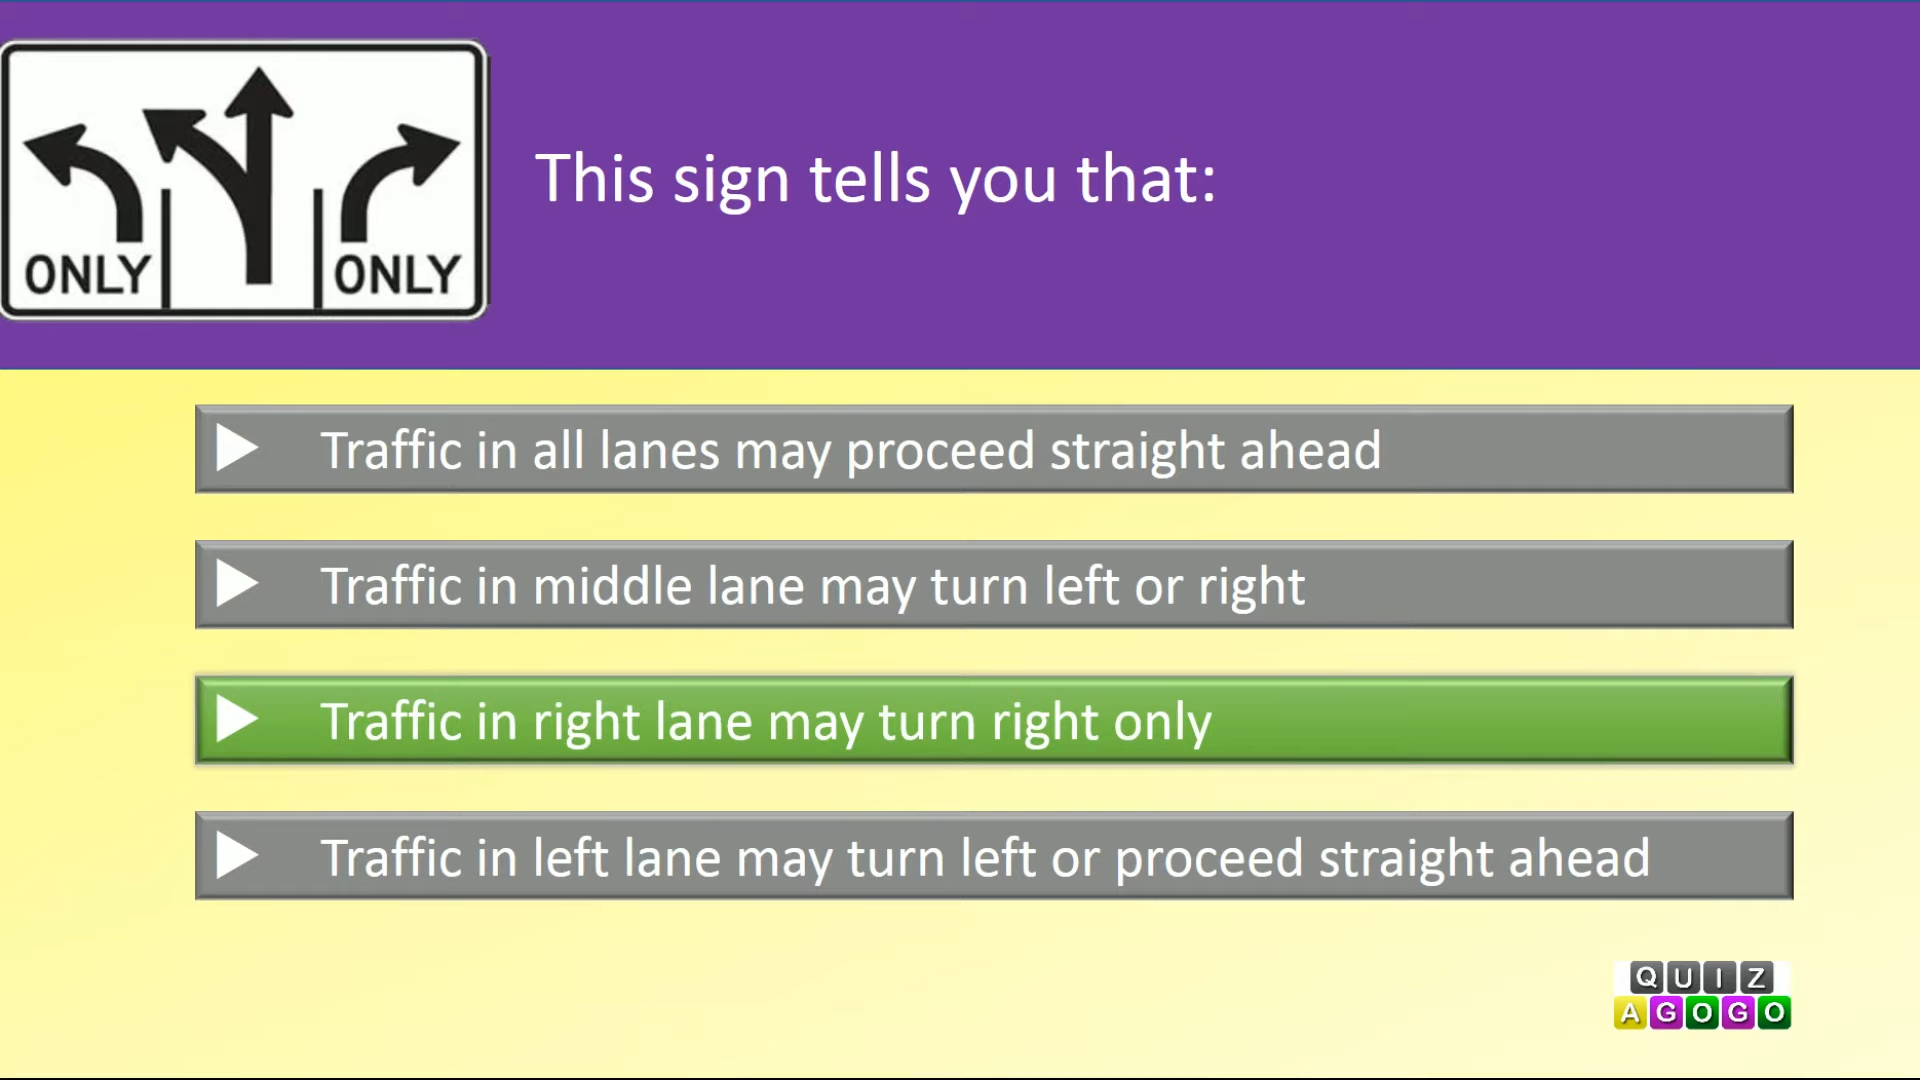 ONLY ONLY
This sign tells you that:
Traffic in all lanes may proceed straight ahead
Traffic in middle lane may turn left or right
Traffic in right lane may turn right only
Traffic in left lane may turn left or proceed straight ahead
QUIZ
AGOGO